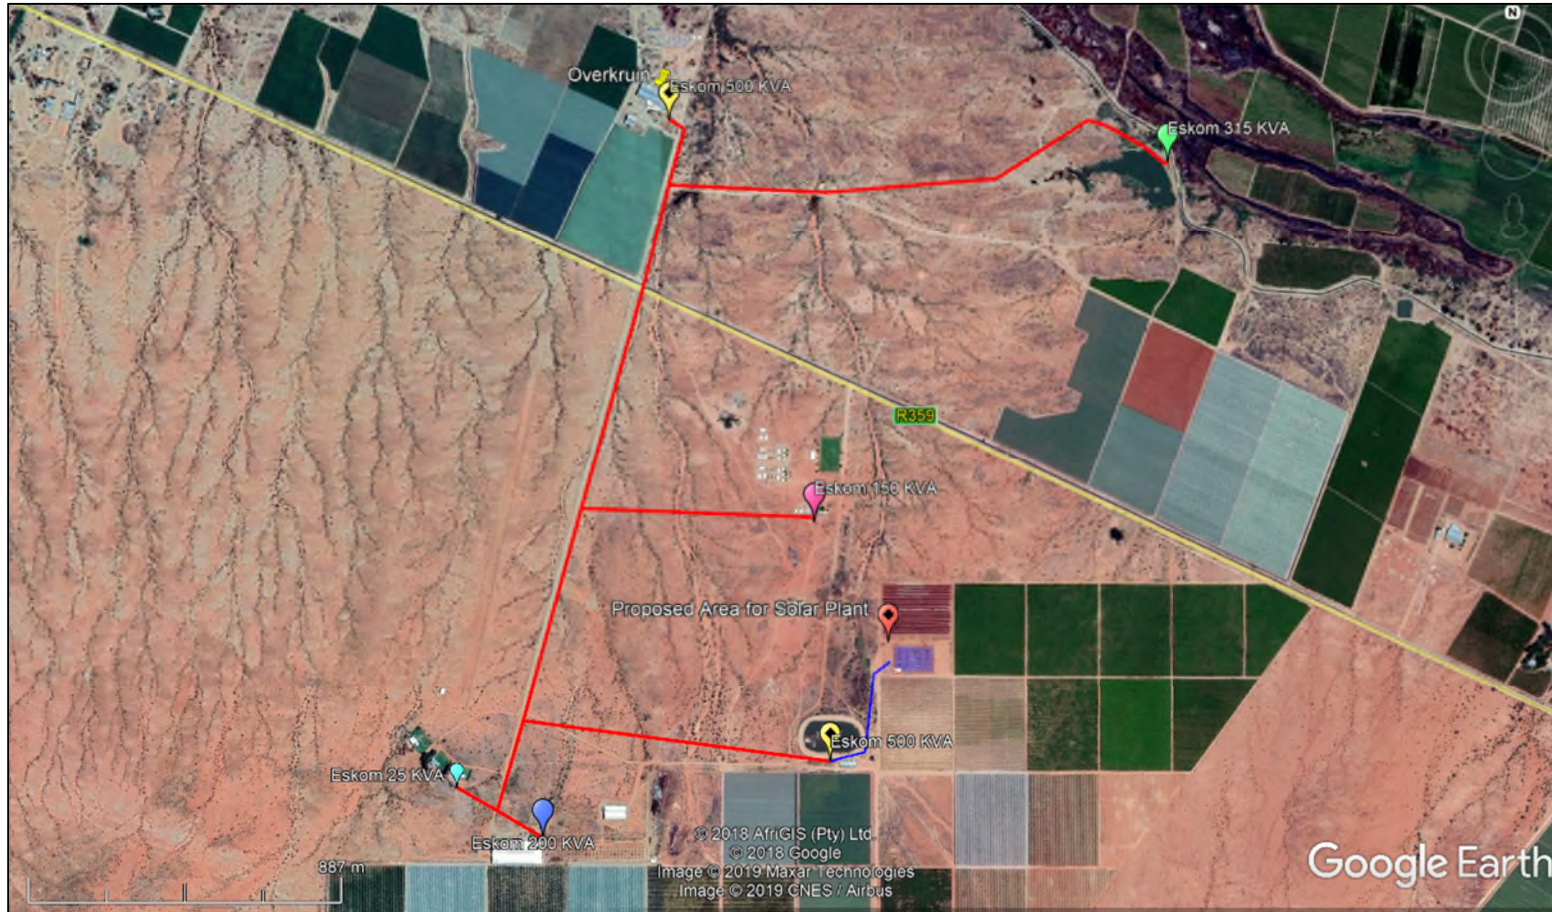 N
Overkruin
Eskom 500 KVA
Eskom 315 KVA
R359
Eskom 150 KVA
Proposed Area for Solar Plant
Eskom 500 KVA
Eskom 25 KVA
Eskom 200 KVA
887 m
© 2018 AfriGIS (Pty) Ltd.
© 2018 Google
Image © 2019 Maxar Technologies
Image © 2019 CNES / Airbus
Google Earth